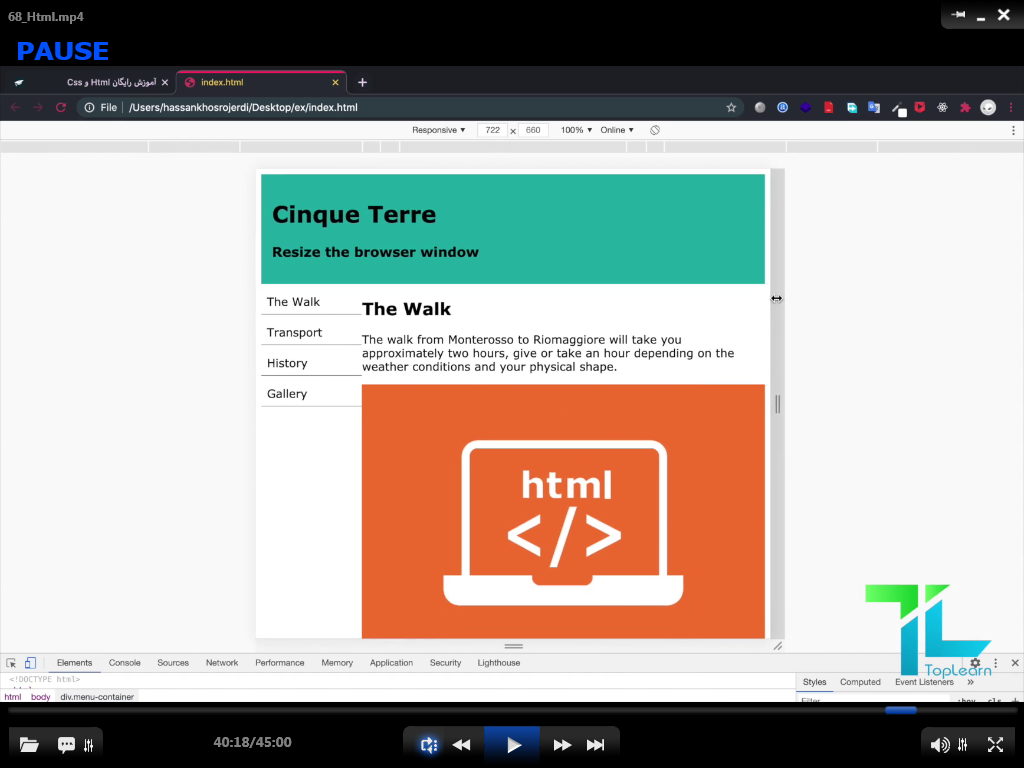 68_Html.mp4
PAUSE
آموزش رایگان Html و Css
index.html
File
/Users/hassankhosrojerdi/Desktop/ex/index.html
Responsive
722
x
660
100%
Online
Cinque Terre
Resize the browser window
The Walk
Transport
History
Gallery
The Walk
The walk from Monterosso to Riomaggiore will take you
approximately two hours, give or take an hour depending on the
weather conditions and your physical shape.
html
</>
TopLearn
Elements Console Sources Network Performance Memory Application Security Lighthouse
<!DOCTYPE html>
html body div.menu-container
Styles Computed Event Listeners »
Filter :hov .cls
40:18/45:00